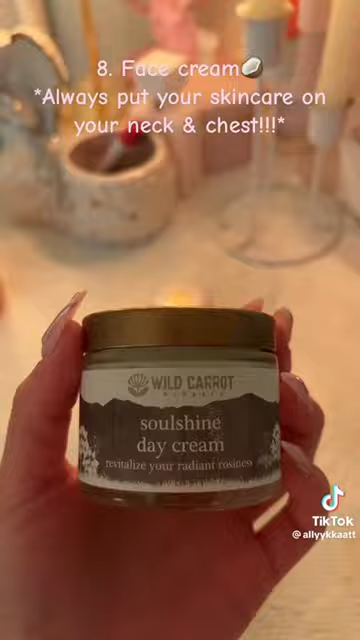 8. Face cream🪨
*Always put your skincare on
your neck & chest!!!*
WILD CARROT
HERBALS
soulshine
day cream
revitalize your radiant rosiness
TikTok
@allyykkaatt